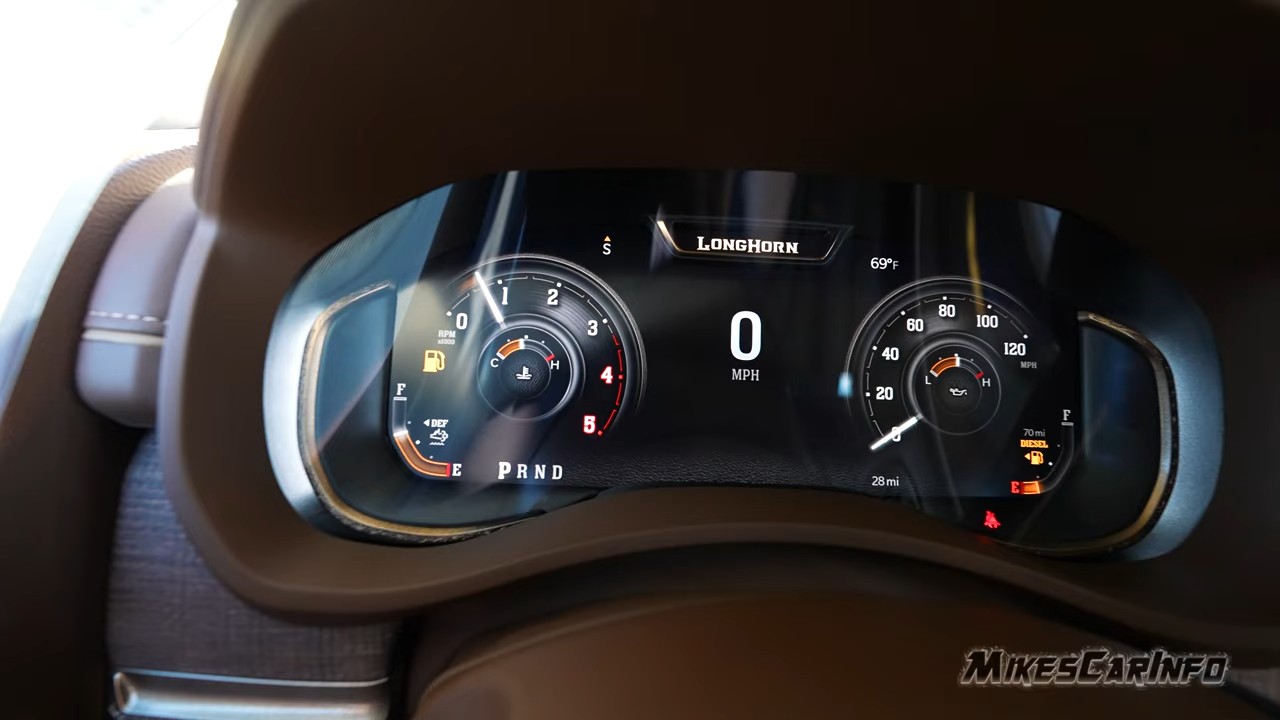 LONGHORN
S
69°F
0
1
2
3
4
5
RPM
x1000
C
H
F
DEF
E
P R N D
0
MPH
0
20
40
60
80
100
120
MPH
L
H
F
70 mi
DIESEL
E
28 mi
MIKESCARINFO